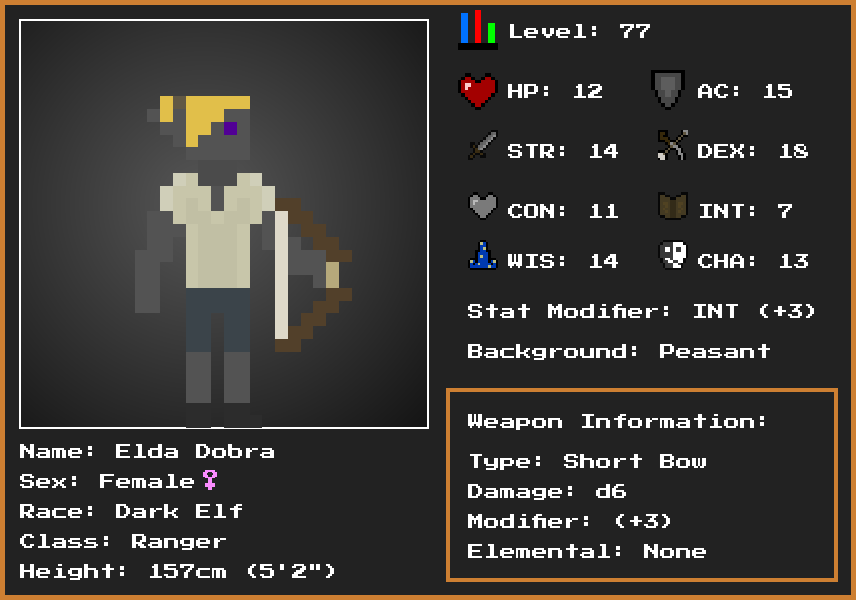 Level: 77
HP: 12 AC: 15
STR: 14 DEX: 18
CON: 11 INT: 7
WIS: 14 CHA: 13
Stat Modifier: INT (+3)
Background: Peasant
Weapon Information:
Type: Short Bow
Damage: d6
Modifier: (+3)
Elemental: None
Name: Elda Dobra
Sex: Female♀
Race: Dark Elf
Class: Ranger
Height: 157cm (5'2")